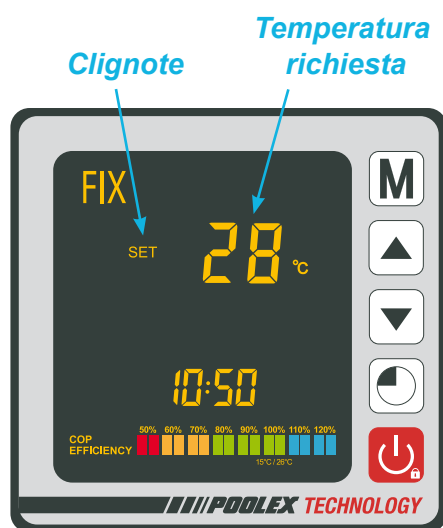 Temperatura
richiesta
Clignote
FIX
M
SET
28 °C
10:50
50% 60% 70% 80% 90% 100% 110% 120%
COP
EFFICIENCY
15°C / 26°C
POOLEX TECHNOLOGY